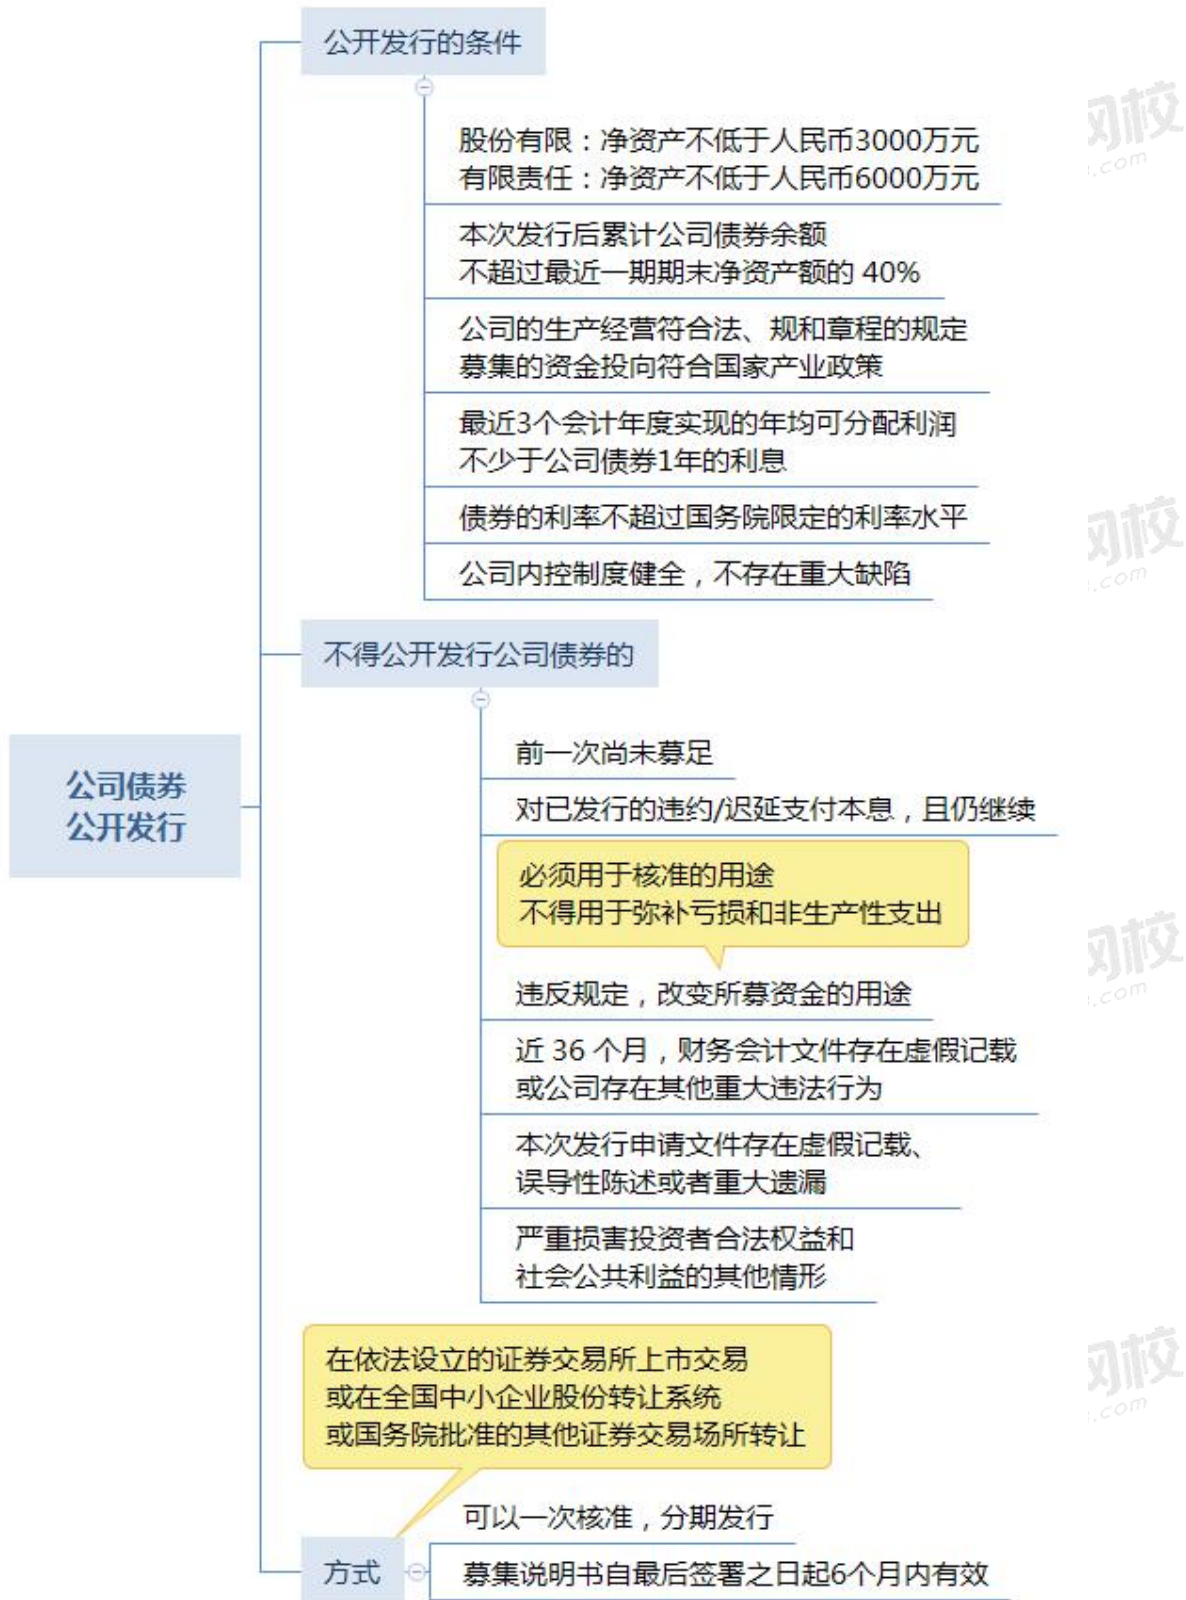 公开发行的条件
股份有限：净资产不低于人民币3000万元
有限责任：净资产不低于人民币6000万元
本次发行后累计公司债券余额
不超过最近一期期末净资产额的 40%
公司的生产经营符合法、规和章程的规定
募集的资金投向符合国家产业政策
最近3个会计年度实现的年均可分配利润
不少于公司债券1年的利息
债券的利率不超过国务院限定的利率水平
公司内控制度健全，不存在重大缺陷
不得公开发行公司债券的
前一次尚未募足
对已发行的违约/迟延支付本息，且仍继续
必须用于核准的用途
不得用于弥补亏损和非生产性支出
违反规定，改变所募资金的用途
近 36 个月，财务会计文件存在虚假记载
或公司存在其他重大违法行为
本次发行申请文件存在虚假记载、
误导性陈述或者重大遗漏
严重损害投资者合法权益和
社会公共利益的其他情形
公司债券
公开发行
在依法设立的证券交易所上市交易
或在全国中小企业股份转让系统
或国务院批准的其他证券交易场所转让
方式
可以一次核准，分期发行
募集说明书自最后签署之日起6个月内有效
网校
.com
网校
.com
网校
.com
网校
.com